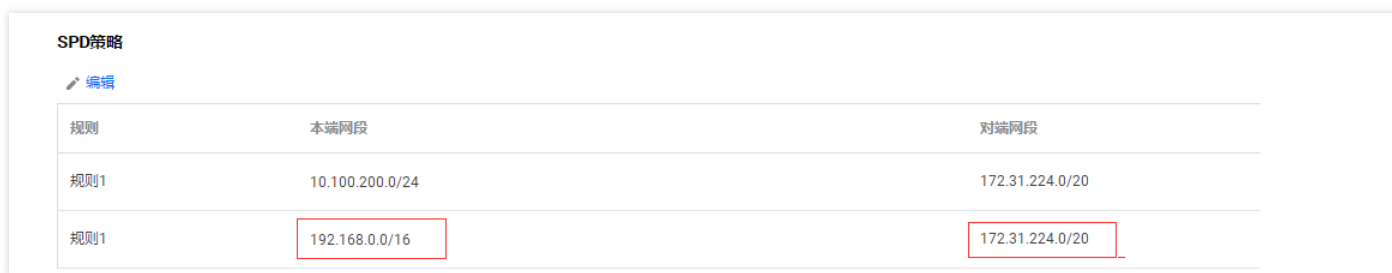 SPD策略
编辑
规则 本端网段 对端网段
规则1 10.100.200.0/24 172.31.224.0/20
规则1 192.168.0.0/16 172.31.224.0/20